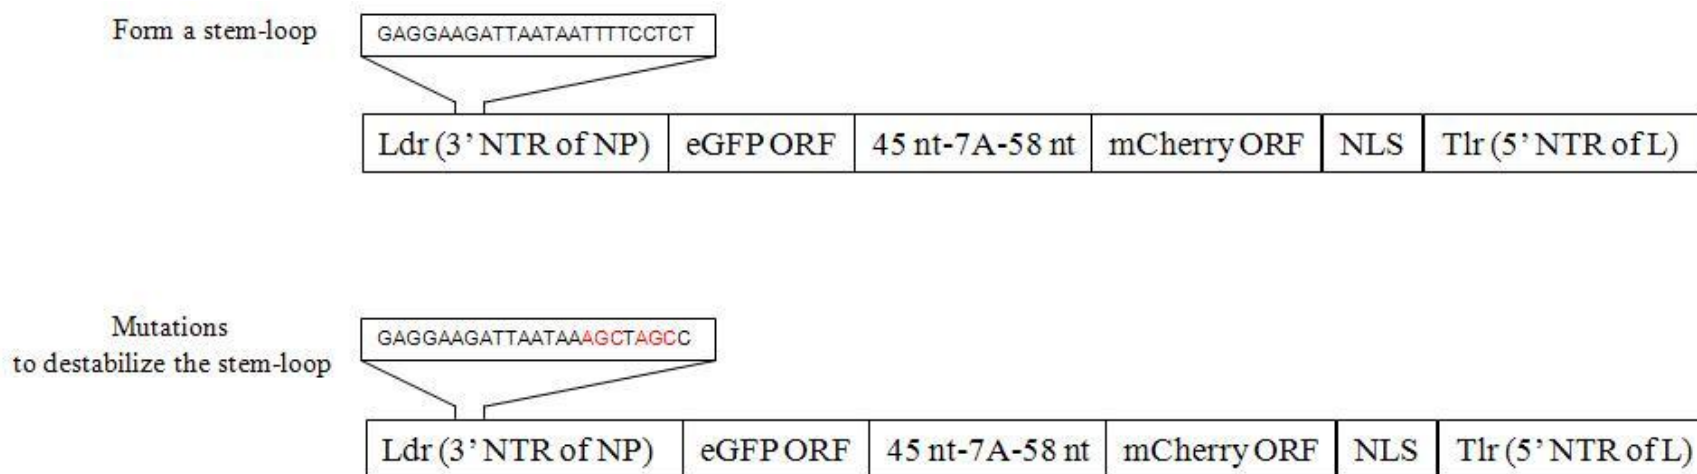 Form a stem-loop
GAGGAAGATTAATAATTTTCCTCT
Ldr (3’ NTR of NP) eGFP ORF 45 nt-7A-58 nt mCherry ORF NLS Tlr (5’ NTR of L)
Mutations
to destabilize the stem-loop
GAGGAAGATTAATAAAGCTAGCC
Ldr (3’ NTR of NP) eGFP ORF 45 nt-7A-58 nt mCherry ORF NLS Tlr (5’ NTR of L)